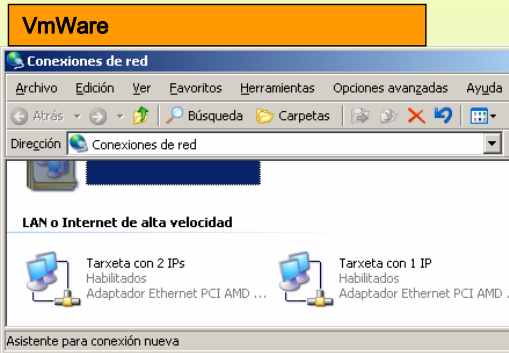 VmWare
Conexiones de red
Archivo Edición Ver Favoritos Herramientas Opciones avanzadas Ayuda
Atrás Búsqueda Carpetas
Dirección Conexiones de red
LAN o Internet de alta velocidad
Tarxeta con 2 IPs
Habilitados
Adaptador Ethernet PCI AMD ...
Tarxeta con 1 IP
Habilitados
Adaptador Ethernet PCI AMD .
Asistente para conexión nueva